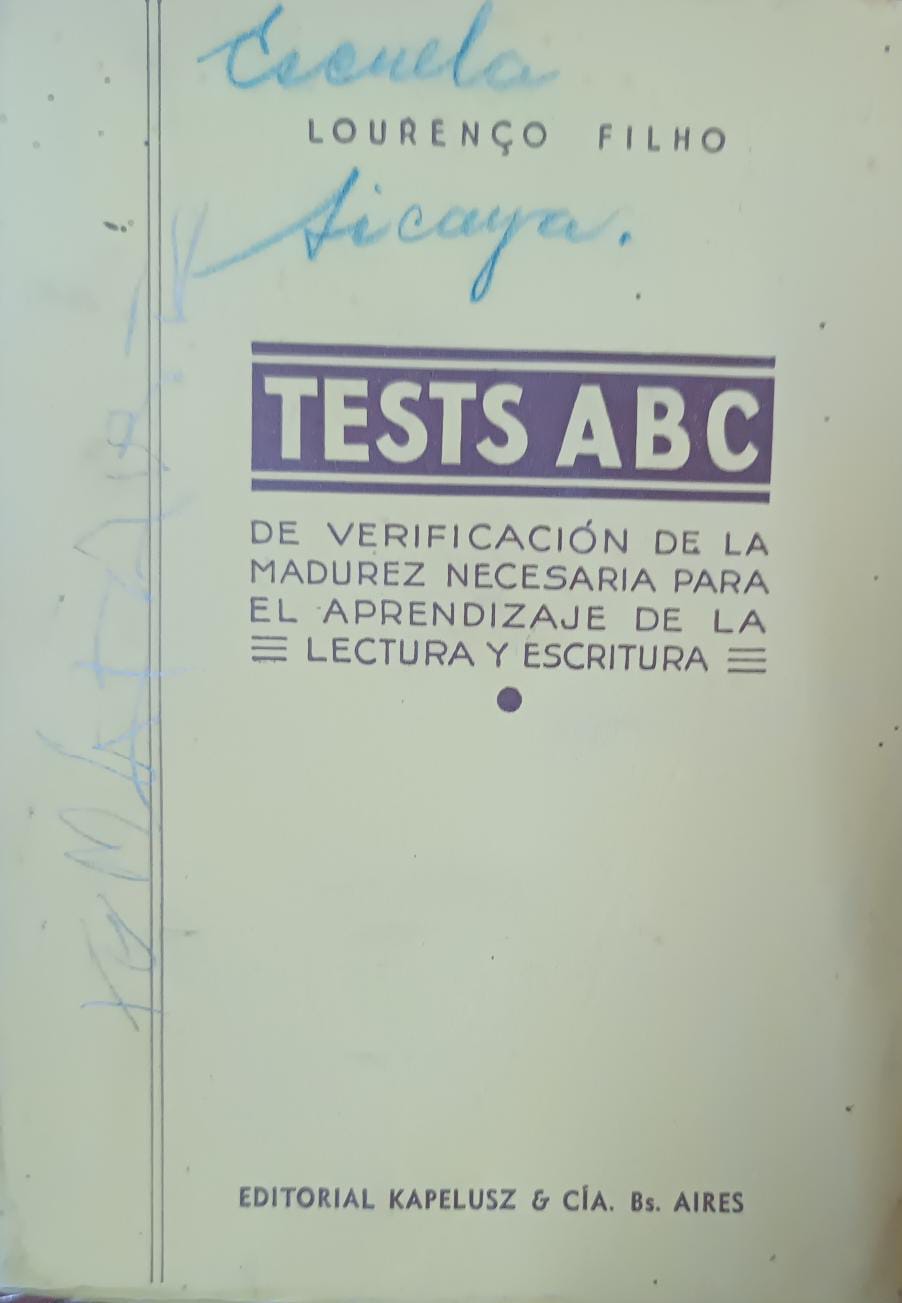 Escuela
LOURENÇO FILHO
Sicaya.
TESTS ABC
DE VERIFICACIÓN DE LA
MADUREZ NECESARIA PARA
EL APRENDIZAJE DE LA
LECTURA Y ESCRITURA
EDITORIAL KAPELUSZ & CÍA. Bs. AIRES